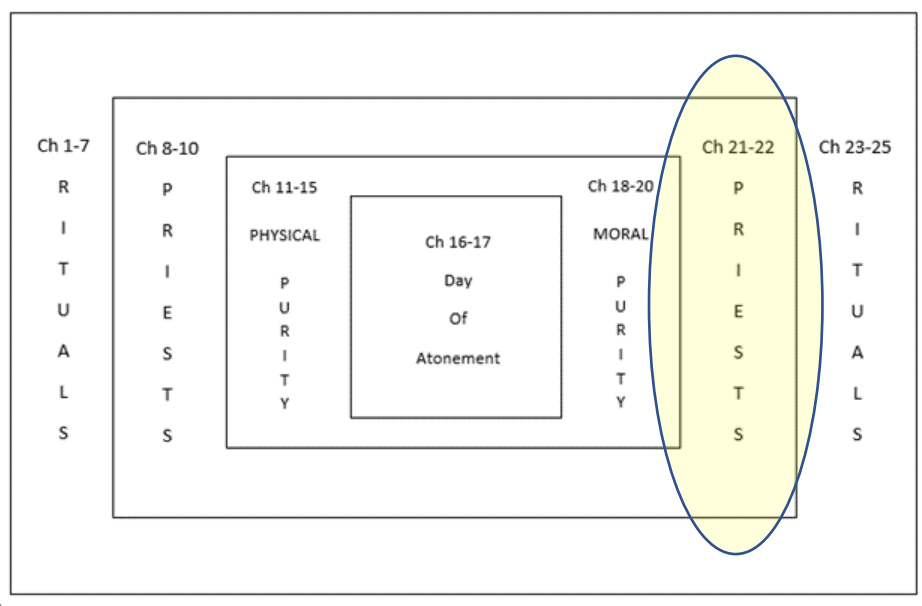 Ch 1-7
R
I
T
U
A
L
S
Ch 8-10
P
R
I
E
S
T
S
Ch 11-15
PHYSICAL
P
U
R
I
T
Y
Ch 16-17
Day
Of
Atonement
Ch 18-20
MORAL
P
U
R
I
T
Y
Ch 21-22
P
R
I
E
S
T
S
Ch 23-25
R
I
T
U
A
L
S